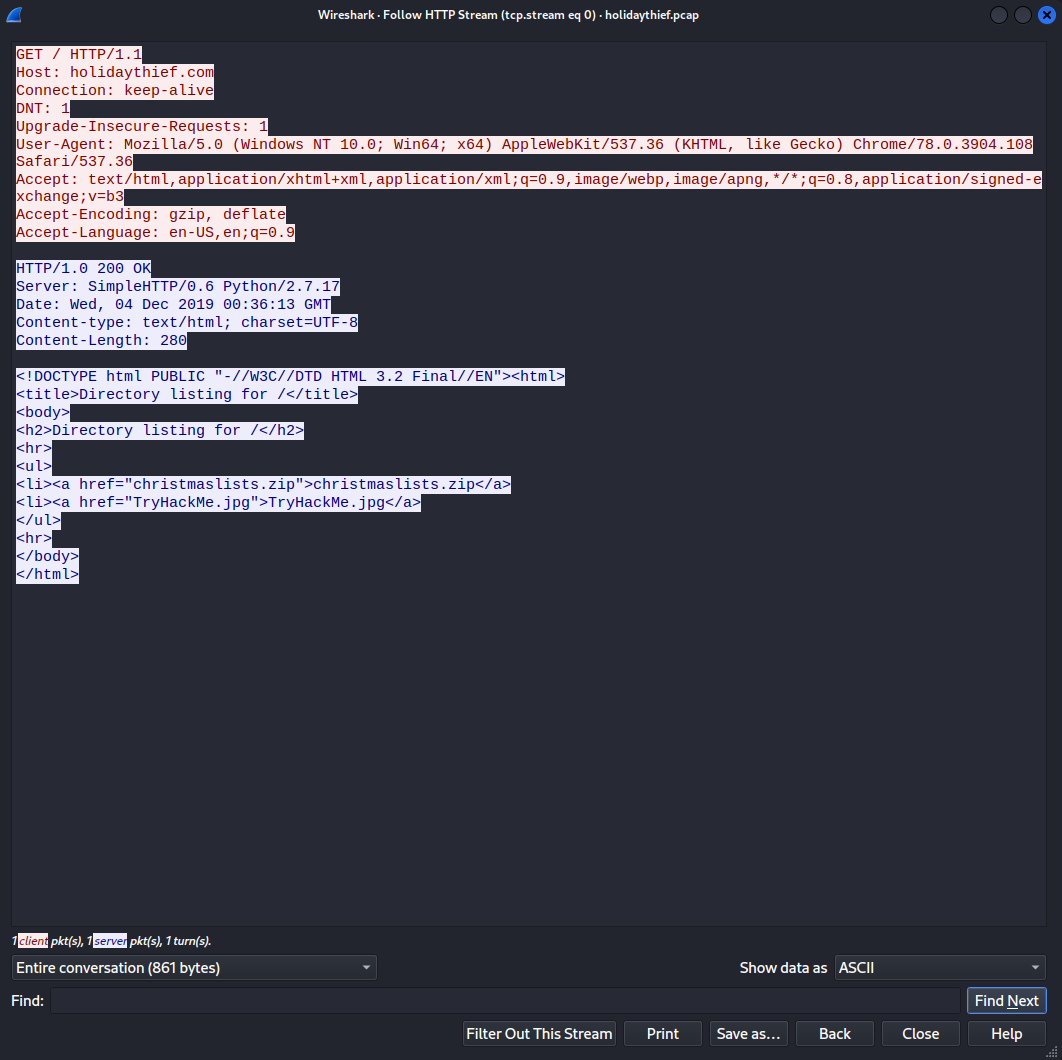 Wireshark · Follow HTTP Stream (tcp.stream eq 0) · holidaythief.pcap
GET / HTTP/1.1
Host: holidaythief.com
Connection: keep-alive
DNT: 1
Upgrade-Insecure-Requests: 1
User-Agent: Mozilla/5.0 (Windows NT 10.0; Win64; x64) AppleWebKit/537.36 (KHTML, like Gecko) Chrome/78.0.3904.108
Safari/537.36
Accept: text/html,application/xhtml+xml,application/xml;q=0.9,image/webp,image/apng,*/*;q=0.8,application/signed-e
xchange;v=b3
Accept-Encoding: gzip, deflate
Accept-Language: en-US,en;q=0.9
HTTP/1.0 200 OK
Server: SimpleHTTP/0.6 Python/2.7.17
Date: Wed, 04 Dec 2019 00:36:13 GMT
Content-type: text/html; charset=UTF-8
Content-Length: 280
<!DOCTYPE html PUBLIC "-//W3C//DTD HTML 3.2 Final//EN"><html>
<title>Directory listing for /</title>
<body>
<h2>Directory listing for /</h2>
<hr>
<ul>
<li><a href="christmaslists.zip">christmaslists.zip</a>
<li><a href="TryHackMe.jpg">TryHackMe.jpg</a>
</ul>
<hr>
</body>
</html>
1 client pkt(s), 1 server pkt(s), 1 turn(s).
Entire conversation (861 bytes) Show data as ASCII
Find: Find Next
Filter Out This Stream Print Save as… Back Close Help